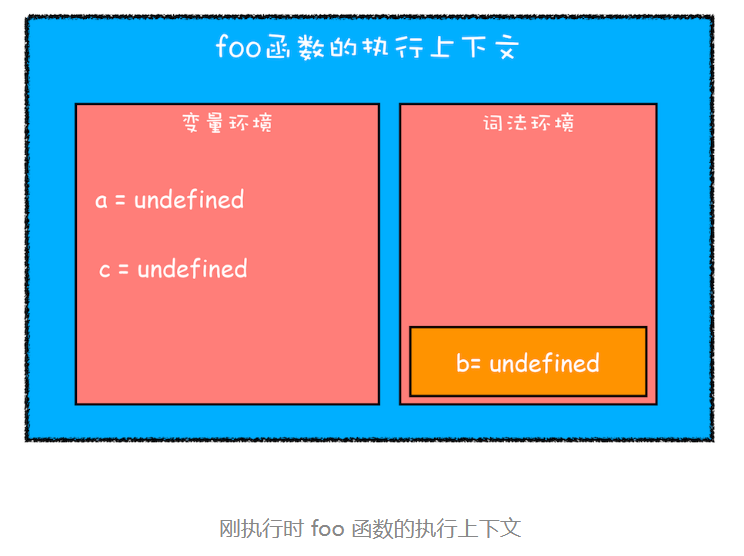 foo函数的执行上下文
变量环境
词法环境
a = undefined
c = undefined
b= undefined
刚执行时 foo 函数的执行上下文